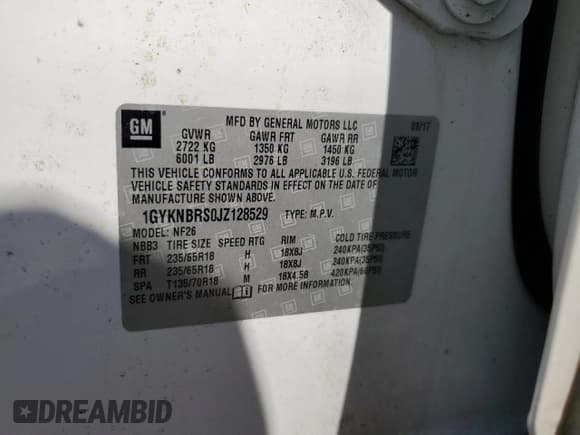 GM
MFD BY GENERAL MOTORS LLC 09/17
GVWR GAWR FRT GAWR RR
2722 KG 1350 KG 1450 KG
6001 LB 2976 LB 3196 LB
THIS VEHICLE CONFORMS TO ALL APPLICABLE U.S. FEDERAL MOTOR
VEHICLE SAFETY STANDARDS IN EFFECT ON THE DATE OF
MANUFACTURE SHOWN ABOVE.
1GYKNBRS0JZ128529 TYPE: M.P.V.
MODEL: NF26
NBB3 TIRE SIZE SPEED RTG RIM COLD TIRE PRESSURE
FRT 235/65R18 H 18X8J 240KPA(35PSI)
RR 235/65R18 H 18X8J 240KPA(35PSI)
SPA T135/70R18 M 18X4.5B 420KPA(60PSI)
SEE OWNER'S MANUAL FOR MORE INFORMATION.
DREAMBID